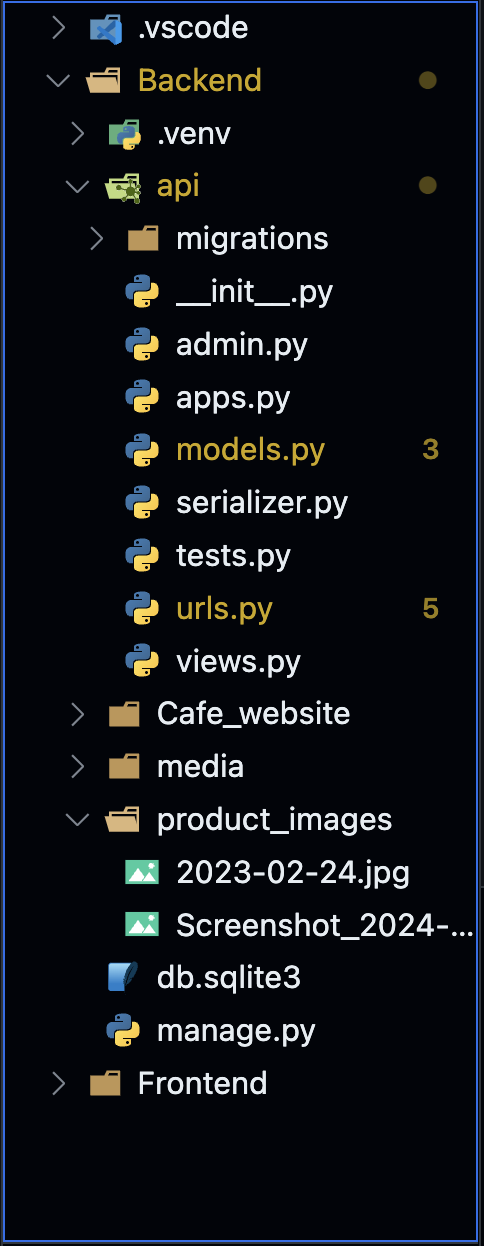 .vscode
Backend
.venv
api
migrations
__init__.py
admin.py
apps.py
models.py 3
serializer.py
tests.py
urls.py 5
views.py
Cafe_website
media
product_images
2023-02-24.jpg
Screenshot_2024-...
db.sqlite3
manage.py
Frontend